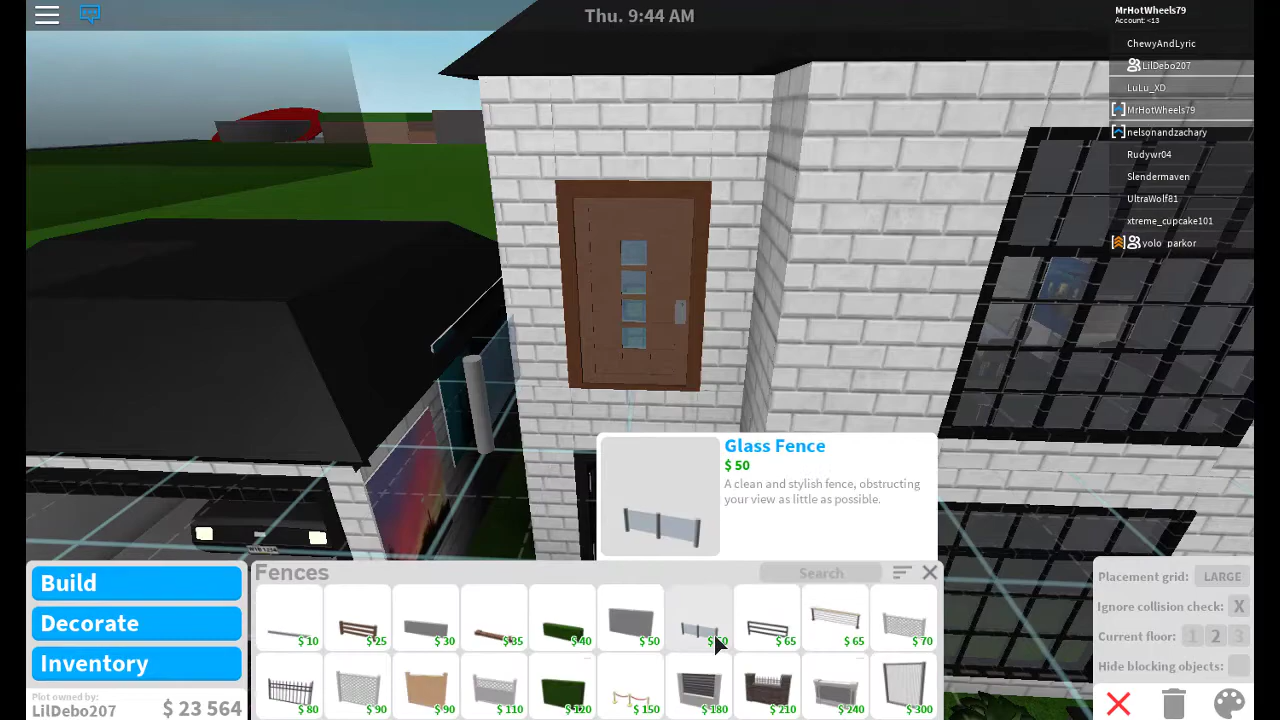 Thu. 9:44 AM
MrHotWheels79
Account: <13
ChewyAndLyric
LilDebo207
LuLu_XD
MrHotWheels79
nelsonandzachary
Rudywr04
Slendermaven
UltraWolf81
xtreme_cupcake101
yolo_parkor
Glass Fence
$ 50
A clean and stylish fence, obstructing
your view as little as possible.
Fences
Search
$ 10
$ 25
$ 30
$ 35
$ 40
$ 50
$ 65
$ 65
$ 70
$ 80
$ 90
$ 90
$ 110
$ 120
$ 150
$ 180
$ 210
$ 240
$ 300
Build
Decorate
Inventory
Plot owned by:
LilDebo207
$ 23 564
Placement grid: LARGE
Ignore collision check: X
Current floor: 1 2 3
Hide blocking objects: